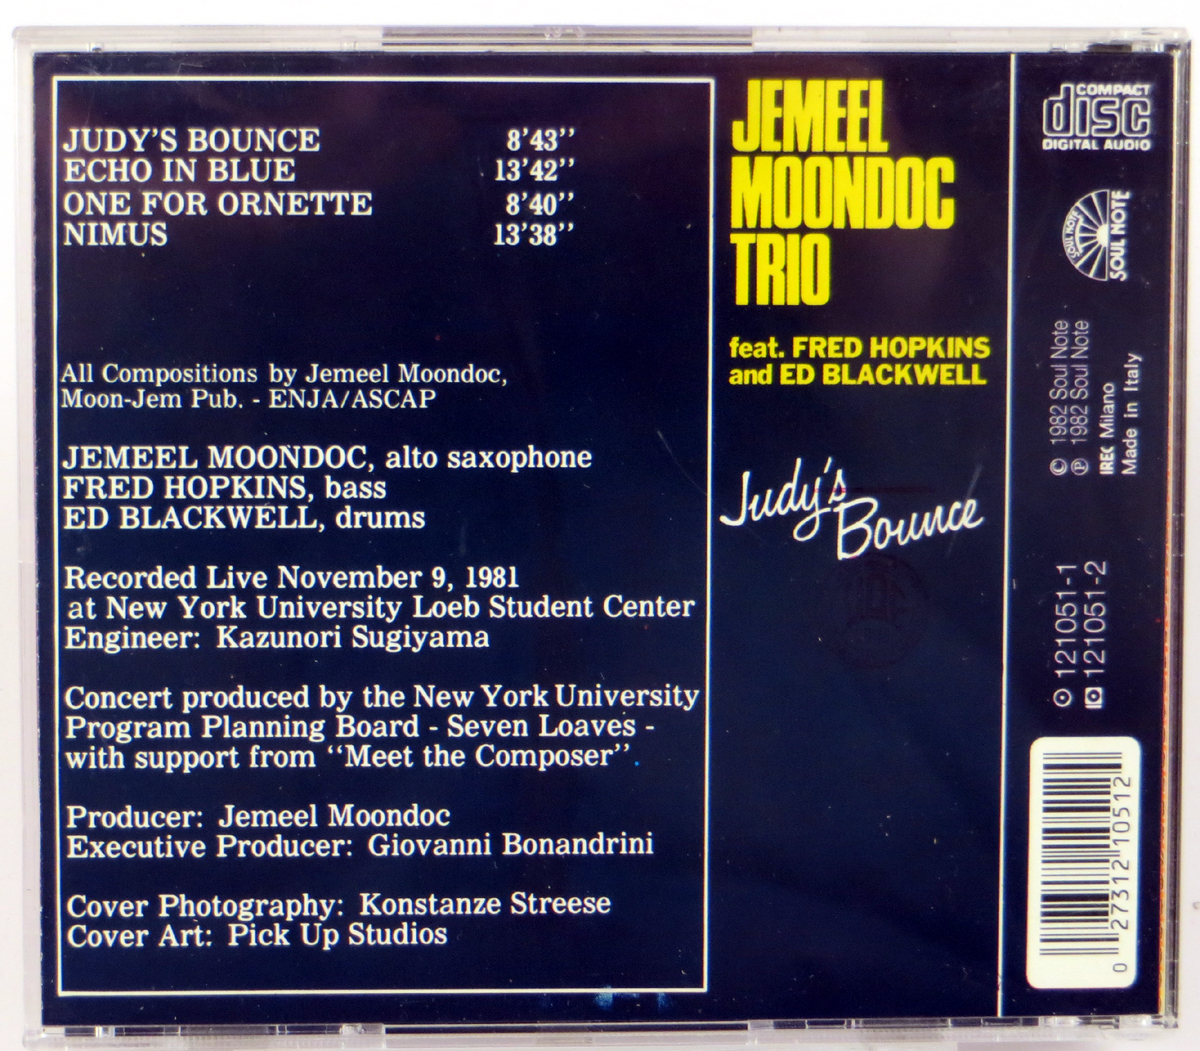 JUDY'S BOUNCE 8'43''
ECHO IN BLUE 13'42''
ONE FOR ORNETTE 8'40''
NIMUS 13'38''
All Compositions by Jemeel Moondoc,
Moon-Jem Pub. - ENJA/ASCAP
JEMEEL MOONDOC, alto saxophone
FRED HOPKINS, bass
ED BLACKWELL, drums
Recorded Live November 9, 1981
at New York University Loeb Student Center
Engineer: Kazunori Sugiyama
Concert produced by the New York University
Program Planning Board - Seven Loaves -
with support from "Meet the Composer".
Producer: Jemeel Moondoc
Executive Producer: Giovanni Bonandrini
Cover Photography: Konstanze Streese
Cover Art: Pick Up Studios
JEMEEL
MOONDOC
TRIO
feat. FRED HOPKINS
and ED BLACKWELL
Judy's
Bounce
COMPACT
disc
DIGITAL AUDIO
SOUL NOTE
SOUL NOTE
© 1982 Soul Note
℗ 1982 Soul Note
IREC Milano
Made in Italy
121051-1
121051-2
0 27312 10512